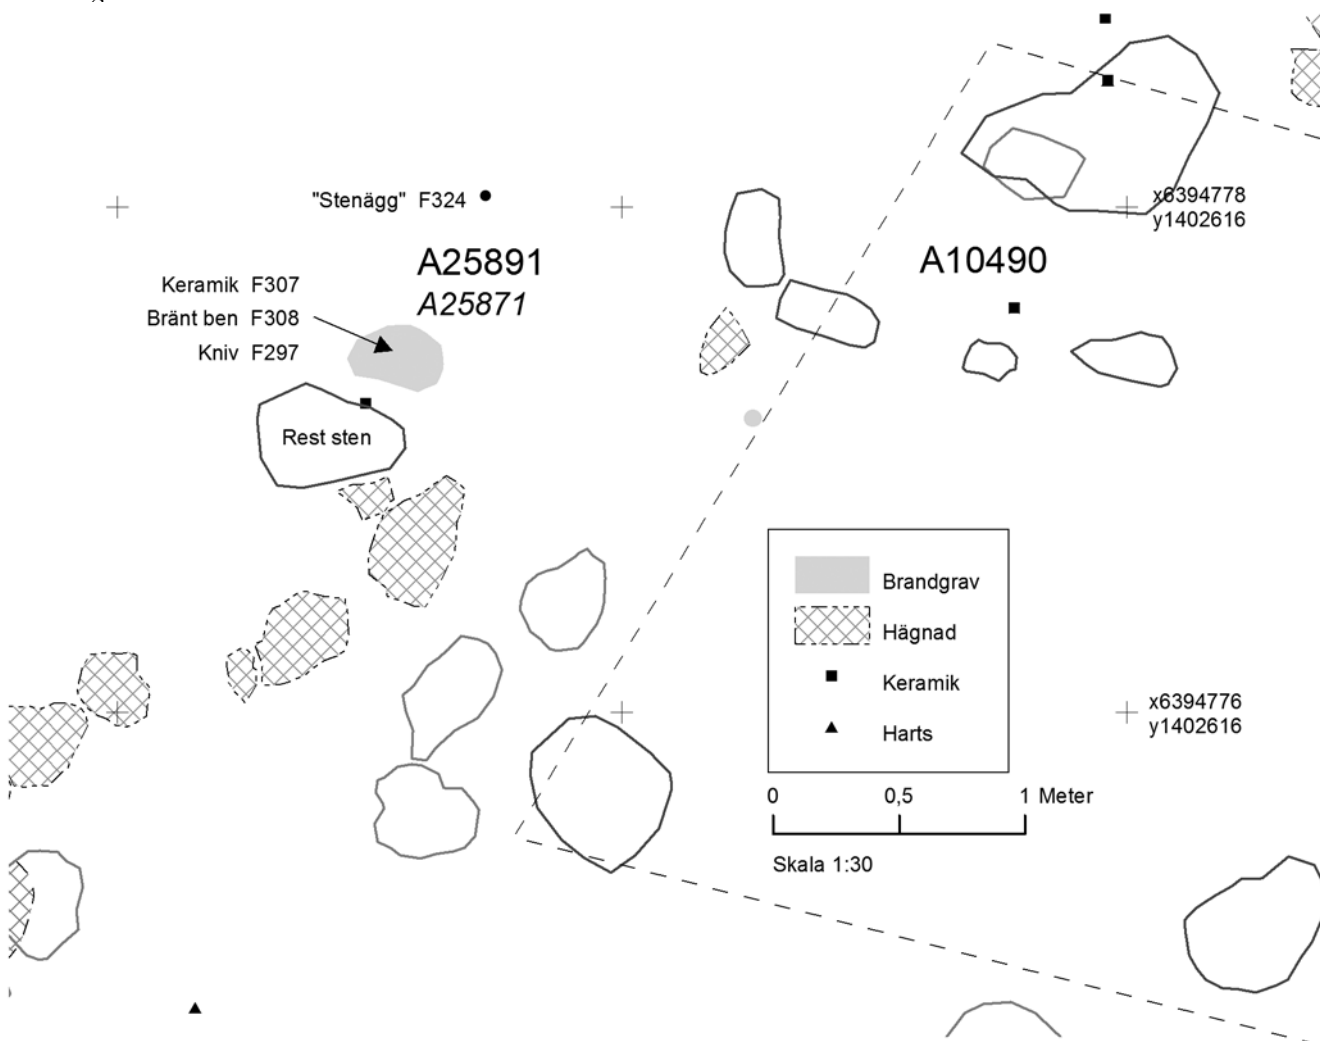 "Stenägg" F324
x6394778
y1402616
A25891
A25871
A10490
Keramik F307
Bränt ben F308
Kniv F297
Rest sten
Brandgrav
Hägnad
Keramik
Harts
x6394776
y1402616
0 0,5 1 Meter
Skala 1:30